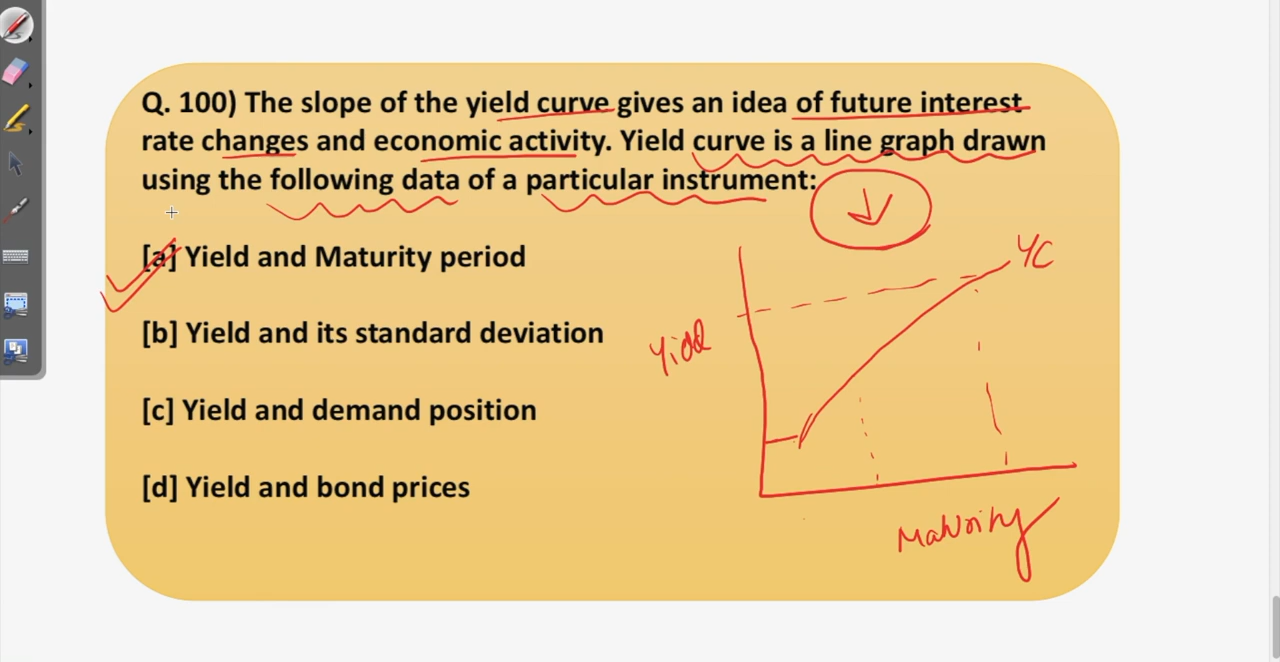 Q. 100) The slope of the yield curve gives an idea of future interest
rate changes and economic activity. Yield curve is a line graph drawn
using the following data of a particular instrument:
[a] Yield and Maturity period
[b] Yield and its standard deviation
[c] Yield and demand position
[d] Yield and bond prices
YC
Yield
Maturity